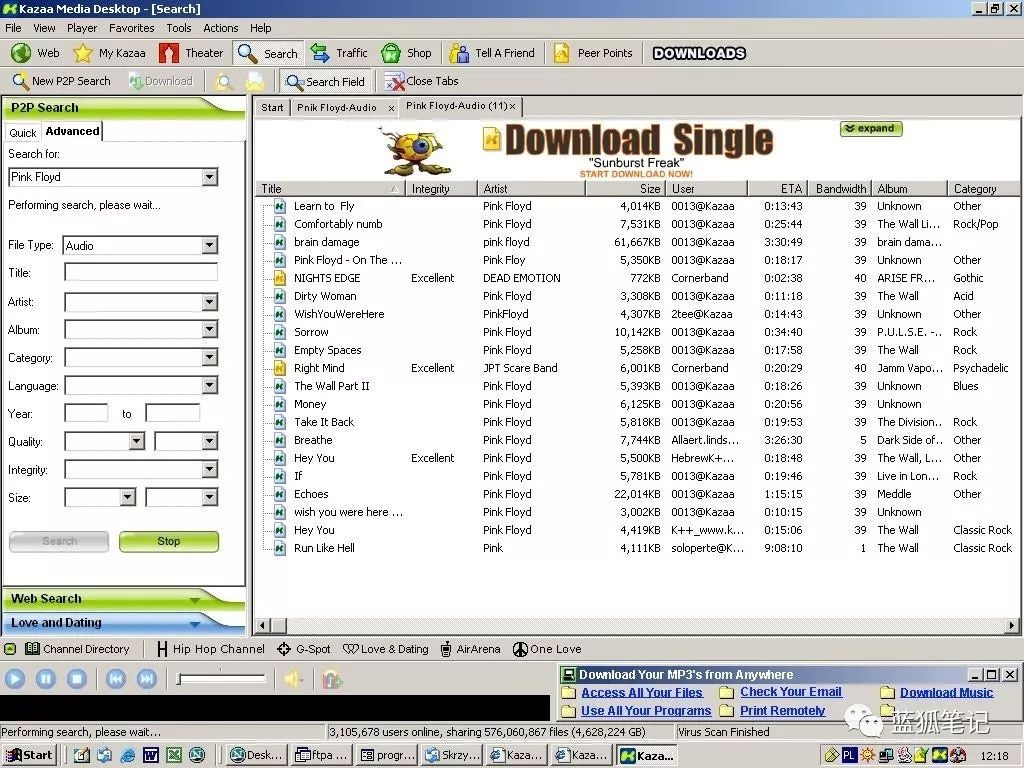 Kazaa Media Desktop - [Search]
File View Player Favorites Tools Actions Help
Web My Kazaa Theater Search Traffic Shop Tell A Friend Peer Points DOWNLOADS
New P2P Search Download Search Field Close Tabs
P2P Search
Quick Advanced
Search for:
Pink Floyd
Performing search, please wait...
File Type: Audio
Title:
Artist:
Album:
Category:
Language:
Year: to
Quality:
Integrity:
Size:
Search Stop
Web Search
Love and Dating
Start Pnik Floyd-Audio × Pink Floyd-Audio (11)×
Download Single
"Sunburst Freak"
START DOWNLOAD NOW!
expand
Title Integrity Artist Size User ETA Bandwidth Album Category
Learn to Fly Pink Floyd 4,014KB 0013@Kazaa 0:13:43 39 Unknown Other
Comfortably numb Pink Floyd 7,531KB 0013@Kazaa 0:25:44 39 The Wall Li... Rock/Pop
brain damage pink floyd 61,667KB 0013@Kazaa 3:30:49 39 brain dama...
Pink Floyd - On The ... Pink Floy 5,350KB 0013@Kazaa 0:18:17 39 Unknown Other
NIGHTS EDGE Excellent DEAD EMOTION 772KB Cornerband 0:02:38 40 ARISE FR... Gothic
Dirty Woman Pink Floyd 3,308KB 0013@Kazaa 0:11:18 39 The Wall Acid
WishYouWereHere PinkFloyd 4,307KB 2tee@Kazaa 0:14:43 39 Unknown Other
Sorrow Pink Floyd 10,142KB 0013@Kazaa 0:34:40 39 P.U.L.S.E. -.. Rock
Empty Spaces Pink Floyd 5,258KB 0013@Kazaa 0:17:58 39 The Wall Rock
Right Mind Excellent JPT Scare Band 6,001KB Cornerband 0:20:29 40 Jamm Vapo... Psychadelic
The Wall Part II Pink Floyd 5,393KB 0013@Kazaa 0:18:26 39 Unknown Blues
Money Pink Floyd 6,125KB 0013@Kazaa 0:20:56 39 Unknown
Take It Back Pink Floyd 5,818KB 0013@Kazaa 0:19:53 39 The Division.. Rock
Breathe Pink Floyd 7,744KB Allaert.linds... 3:26:30 5 Dark Side of.. Other
Hey You Excellent Pink Floyd 5,500KB HebrewK+... 0:18:48 39 The Wall, L... Other
If Pink Floyd 5,781KB 0013@Kazaa 0:19:46 39 Live in Lon... Rock
Echoes Pink Floyd 22,014KB 0013@Kazaa 1:15:15 39 Meddle Other
wish you were here ... Pink Floyd 3,002KB 0013@Kazaa 0:10:15 39 Unknown
Hey You Pink Floyd 4,419KB K++_www.k... 0:15:06 39 The Wall Classic Rock
Run Like Hell Pink 4,111KB soloperte@K... 9:08:10 1 The Wall Classic Rock
Channel Directory Hip Hop Channel G-Spot Love & Dating AirArena One Love
Download Your MP3's from Anywhere
Access All Your Files Check Your Email Download Music
Use All Your Programs Print Remotely
蓝狐笔记
Performing search, please wait... 3,105,678 users online, sharing 576,060,867 files (4,628,224 GB) Virus Scan Finished
Start Desk... ftpa ... progr... Skrzy... Kaza... Kaza... Kaza... PL 12:18